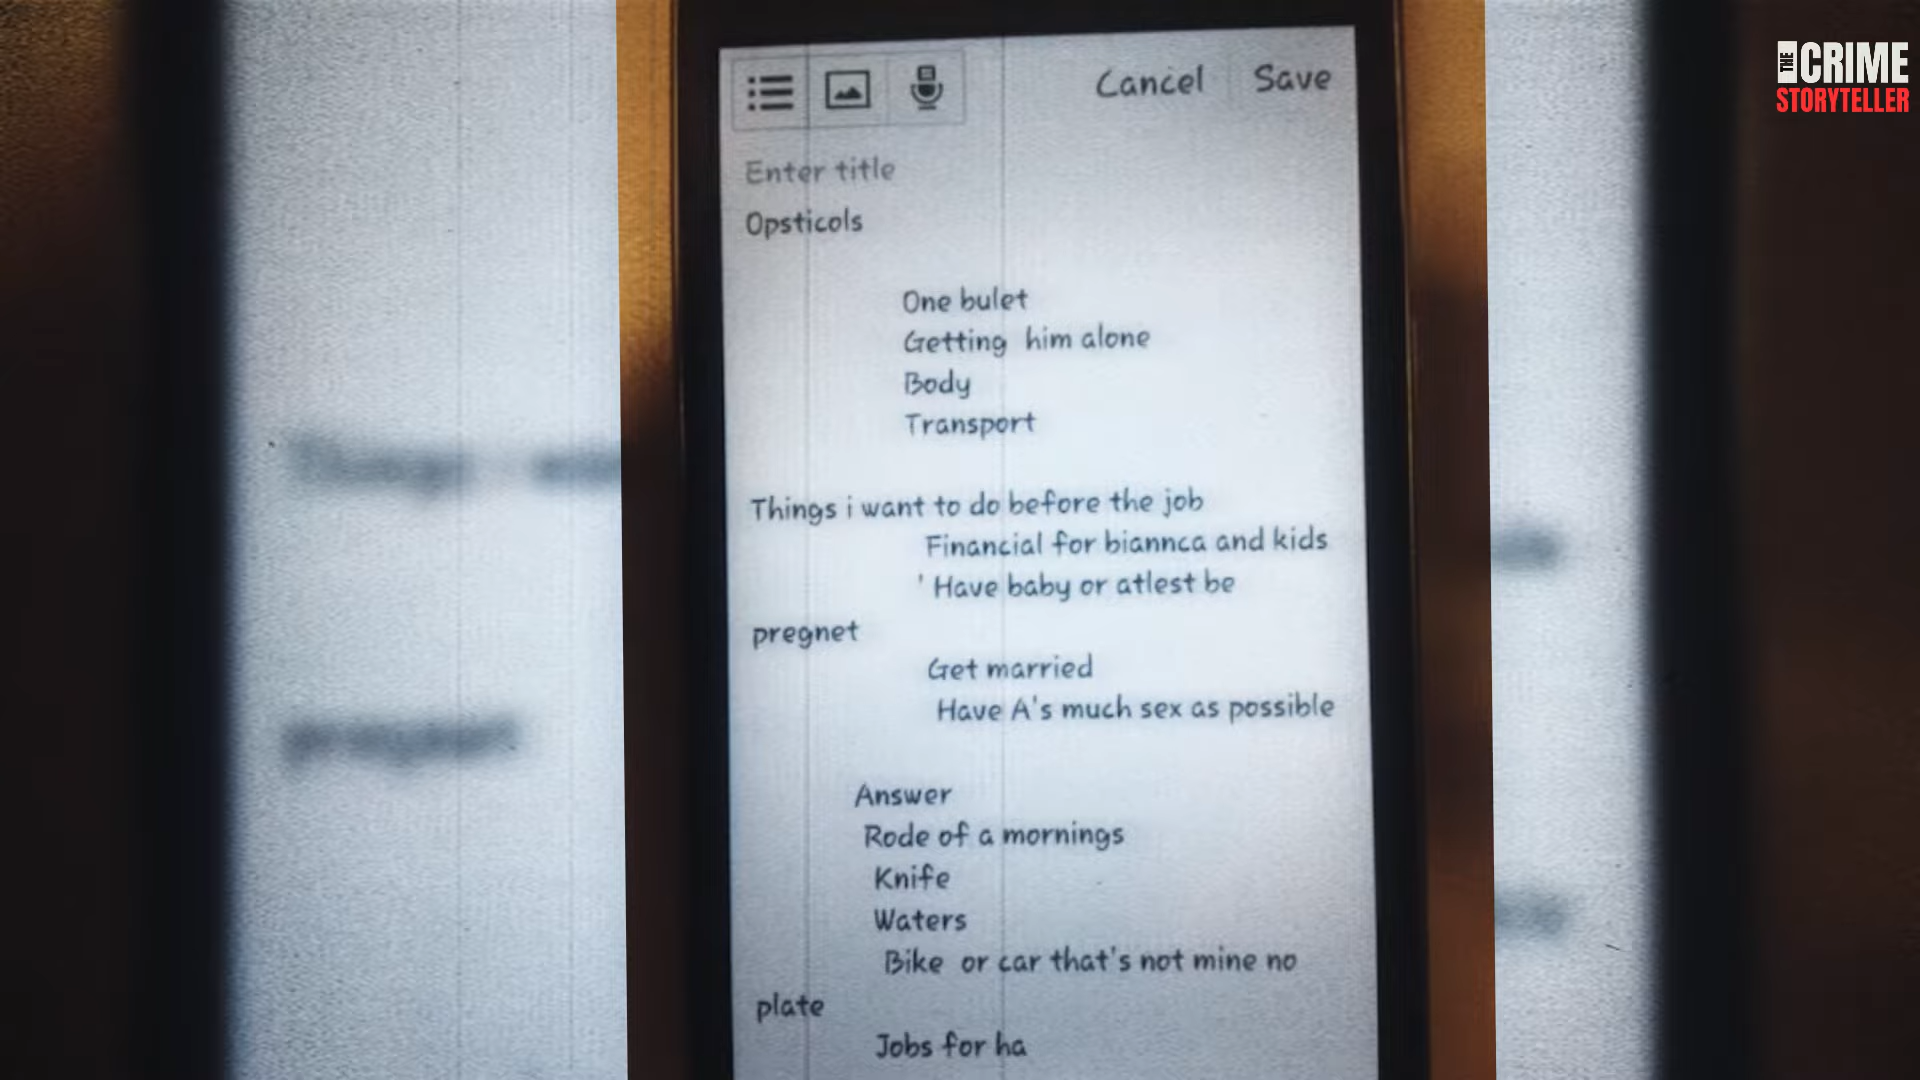 THE CRIME
STORYTELLER
Cancel Save
Enter title
Opsticols
One bulet
Getting him alone
Body
Transport
Things i want to do before the job
Financial for biannca and kids
' Have baby or atlest be
pregnet
Get married
Have A's much sex as possible
Answer
Rode of a mornings
Knife
Waters
Bike or car that's not mine no
plate
Jobs for ha